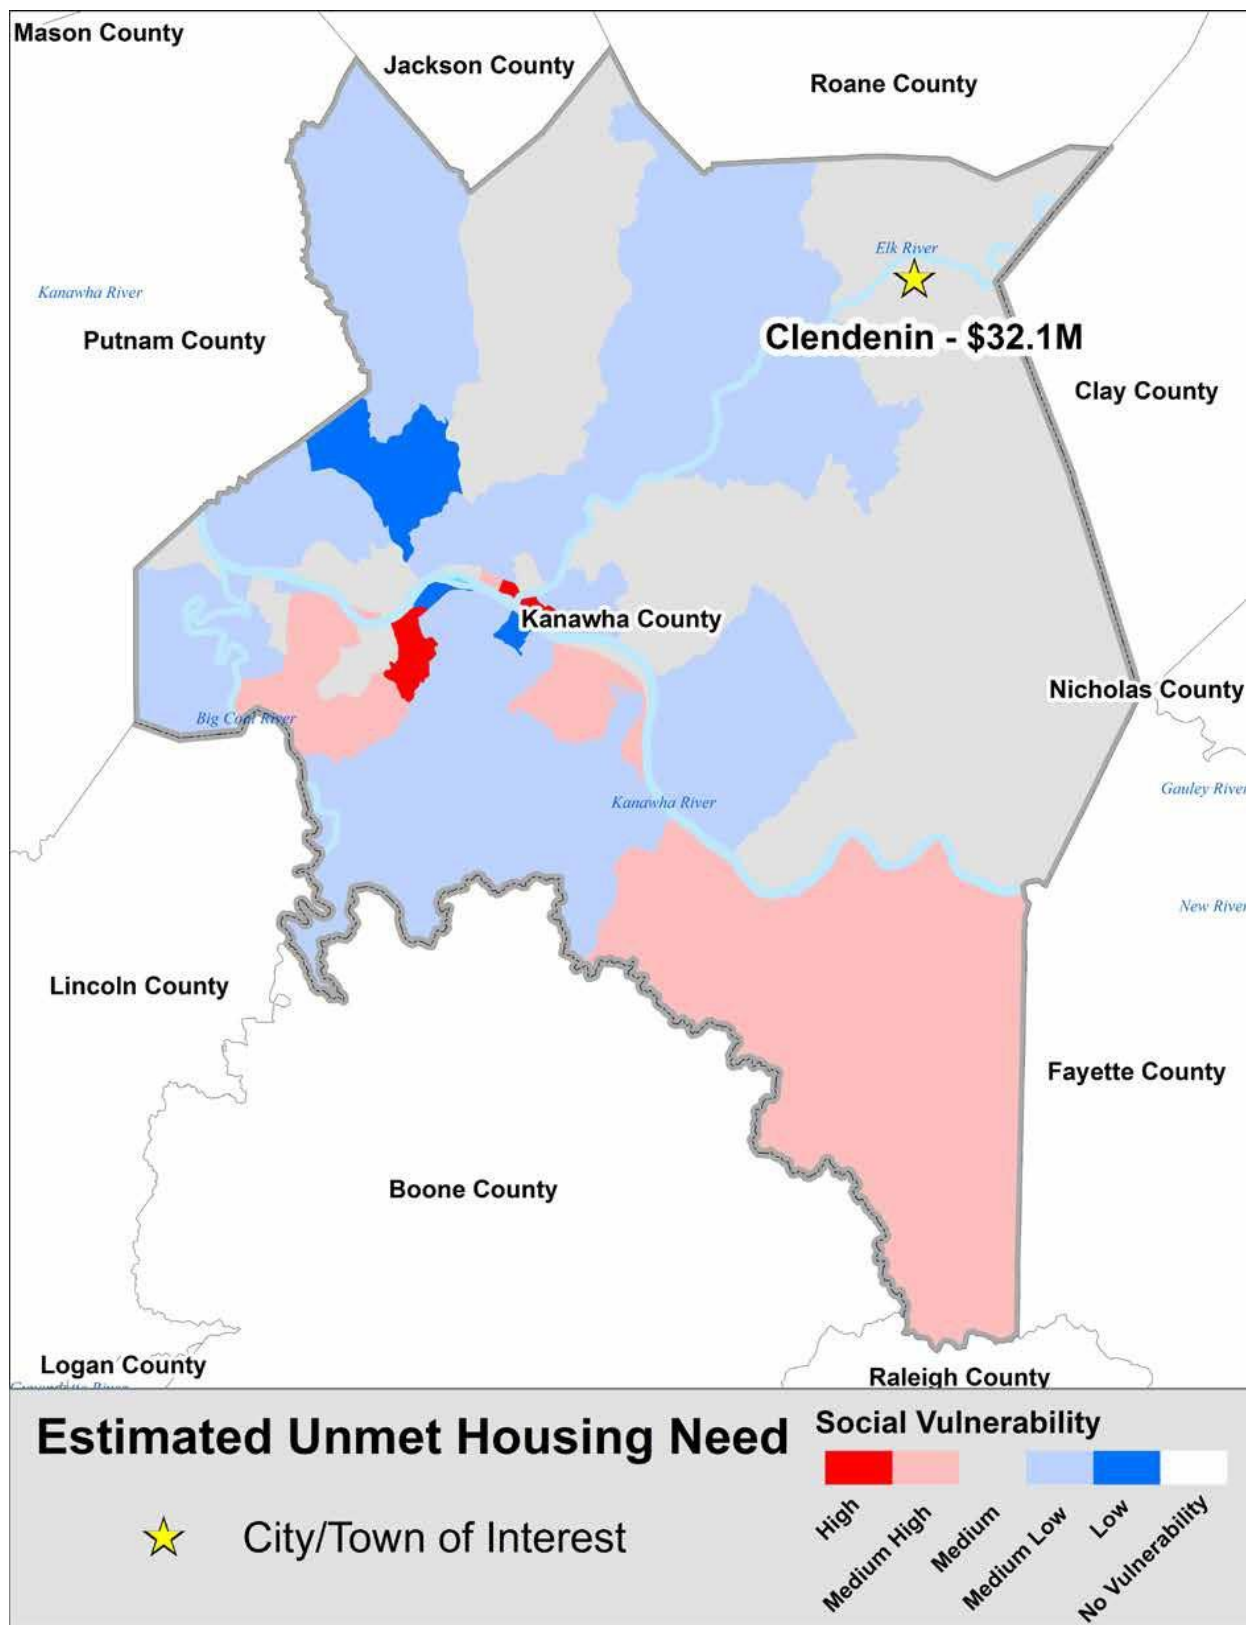 Mason County
Jackson County
Roane County
Elk River
Kanawha River
Putnam County
Clendenin - $32.1M
Clay County
Kanawha County
Nicholas County
Big Coal River
Gauley River
Kanawha River
New River
Lincoln County
Fayette County
Boone County
Logan County
Raleigh County
Estimated Unmet Housing Need
City/Town of Interest
Social Vulnerability
High
Medium High
Medium
Medium Low
Low
No Vulnerability